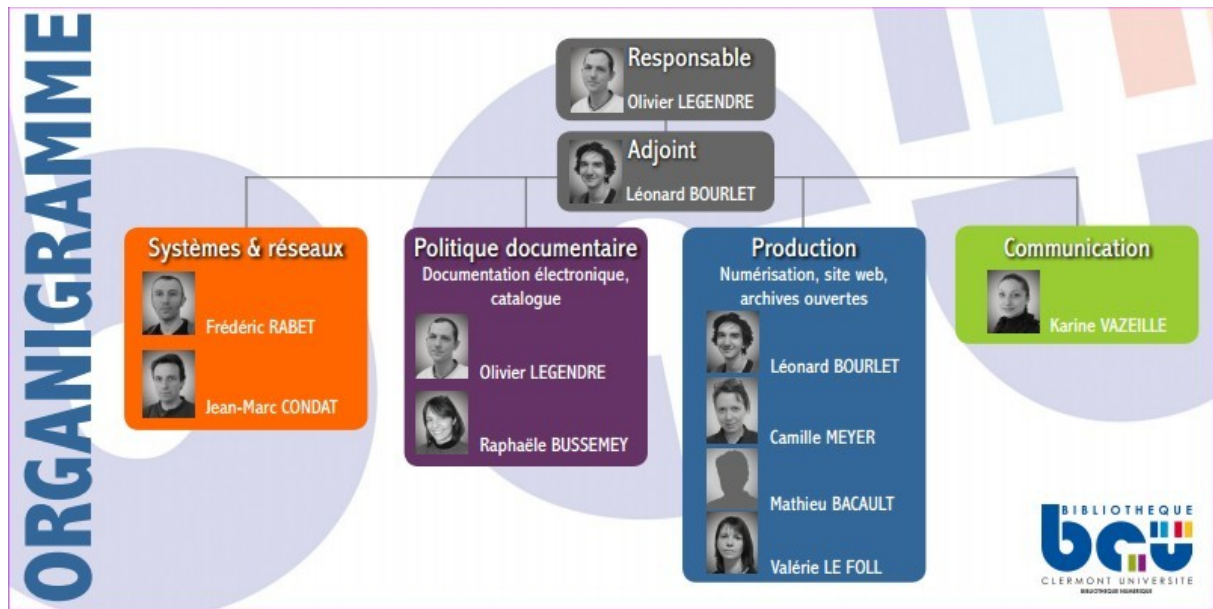 ORGANIGRAMME
Responsable
Olivier LEGENDRE
Adjoint
Léonard BOURLET
Systèmes & réseaux
Frédéric RABET
Jean-Marc CONDAT
Politique documentaire
Documentation électronique,
catalogue
Olivier LEGENDRE
Raphaële BUSSEMEY
Production
Numérisation, site web,
archives ouvertes
Léonard BOURLET
Camille MEYER
Mathieu BACAULT
Valérie LE FOLL
Communication
Karine VAZEILLE
BIBLIOTHEQUE
bcu
CLERMONT UNIVERSITE
BIBLIOTHEQUE NUMERIQUE